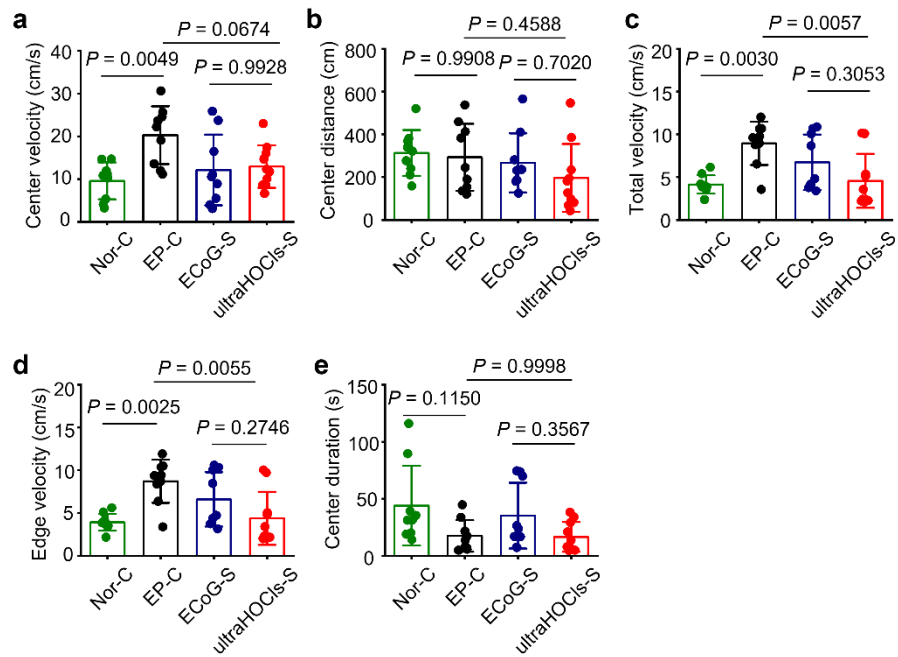 a
P = 0.0674
P = 0.0049
P = 0.9928
Center velocity (cm/s)
40
30
20
10
0
Nor-C
EP-C
ECoG-S
ultraHOCIs-S
b
P = 0.4588
P = 0.9908
P = 0.7020
Center distance (cm)
800
600
400
200
0
Nor-C
EP-C
ECoG-S
ultraHOCIs-S
c
P = 0.0057
P = 0.0030
P = 0.3053
Total velocity (cm/s)
20
15
10
5
0
Nor-C
EP-C
ECoG-S
ultraHOCIs-S
d
P = 0.0055
P = 0.0025
P = 0.2746
Edge velocity (cm/s)
20
15
10
5
0
Nor-C
EP-C
ECoG-S
ultraHOCIs-S
e
P = 0.9998
P = 0.1150
P = 0.3567
Center duration (s)
150
100
50
0
Nor-C
EP-C
ECoG-S
ultraHOCIs-S